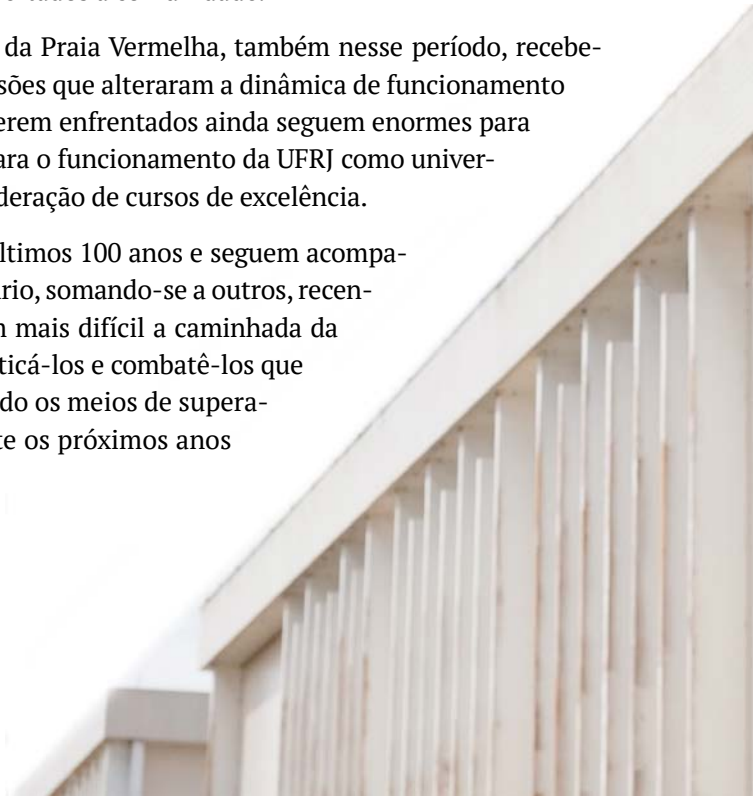 da Praia Vermelha, também nesse período, recebe-
sões que alteraram a dinâmica de funcionamento
erem enfrentados ainda seguem enormes para
ara o funcionamento da UFRJ como univer-
deração de cursos de excelência.
ltimos 100 anos e seguem acompa-
rio, somando-se a outros, recen-
mais difícil a caminhada da
ticá-los e combatê-los que
do os meios de supera-
te os próximos anos